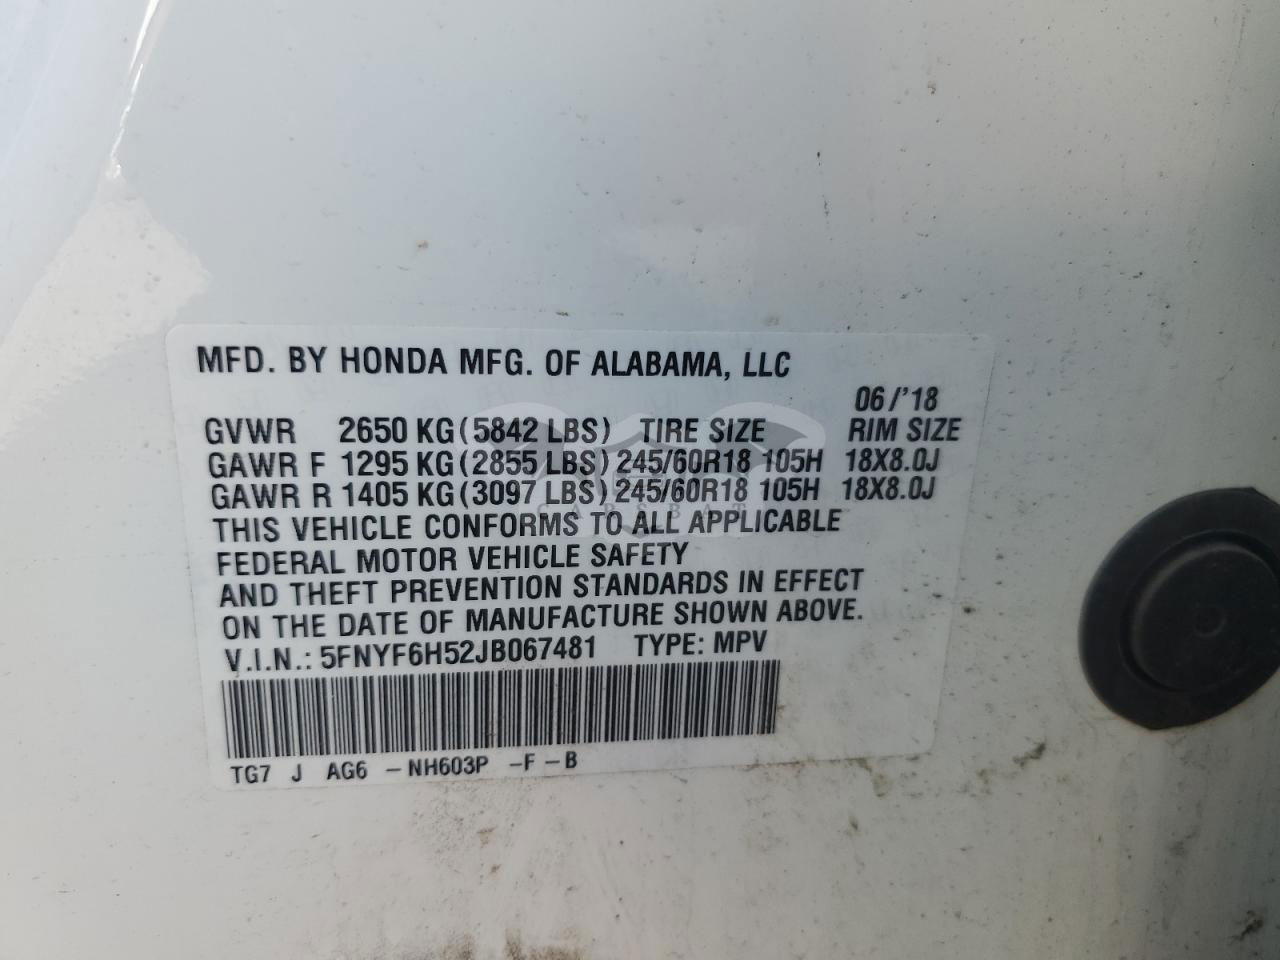 MFD. BY HONDA MFG. OF ALABAMA, LLC
06/'18
GVWR 2650 KG(5842 LBS) TIRE SIZE RIM SIZE
GAWR F 1295 KG(2855 LBS) 245/60R18 105H 18X8.0J
GAWR R 1405 KG(3097 LBS) 245/60R18 105H 18X8.0J
CARSBAT
THIS VEHICLE CONFORMS TO ALL APPLICABLE
FEDERAL MOTOR VEHICLE SAFETY
AND THEFT PREVENTION STANDARDS IN EFFECT
ON THE DATE OF MANUFACTURE SHOWN ABOVE.
V.I.N.: 5FNYF6H52JB067481 TYPE: MPV
TG7 J AG6 -NH603P -F -B